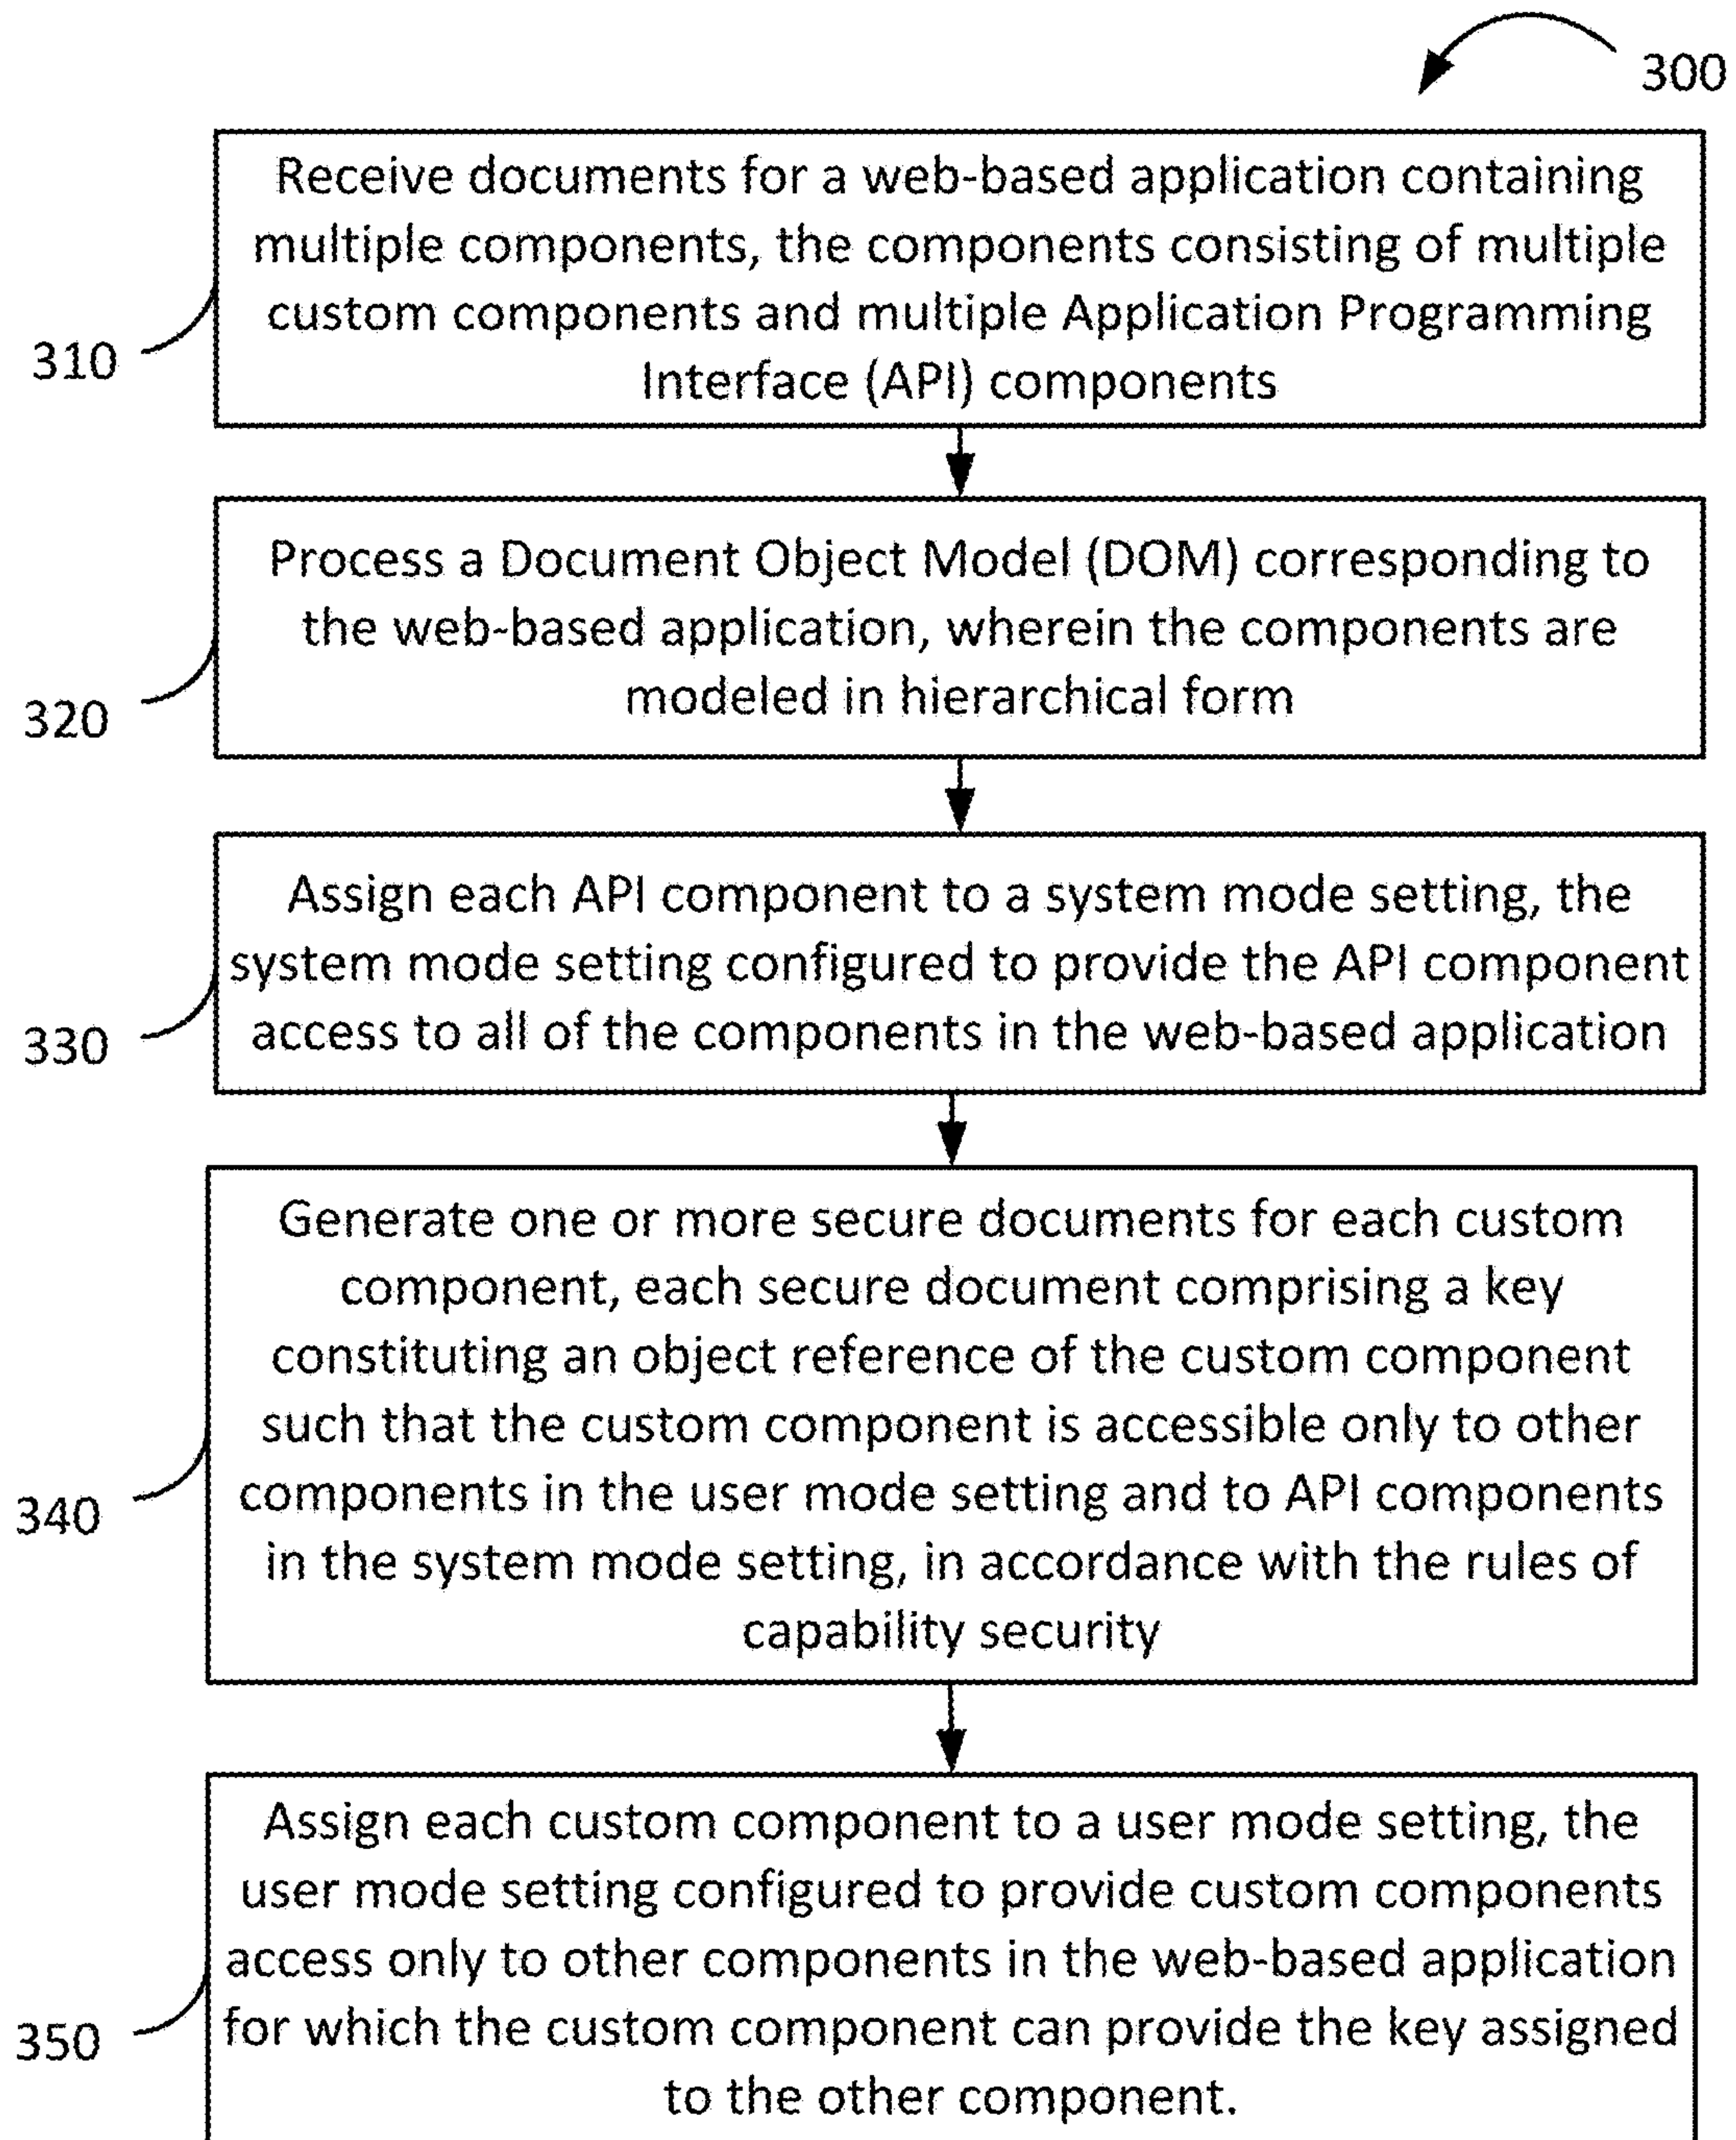 300
Receive documents for a web-based application containing
multiple components, the components consisting of multiple
custom components and multiple Application Programming
Interface (API) components
310
Process a Document Object Model (DOM) corresponding to
the web-based application, wherein the components are
modeled in hierarchical form
320
Assign each API component to a system mode setting, the
system mode setting configured to provide the API component
access to all of the components in the web-based application
330
Generate one or more secure documents for each custom
component, each secure document comprising a key
constituting an object reference of the custom component
such that the custom component is accessible only to other
components in the user mode setting and to API components
in the system mode setting, in accordance with the rules of
capability security
340
Assign each custom component to a user mode setting, the
user mode setting configured to provide custom components
access only to other components in the web-based application
for which the custom component can provide the key assigned
to the other component.
350